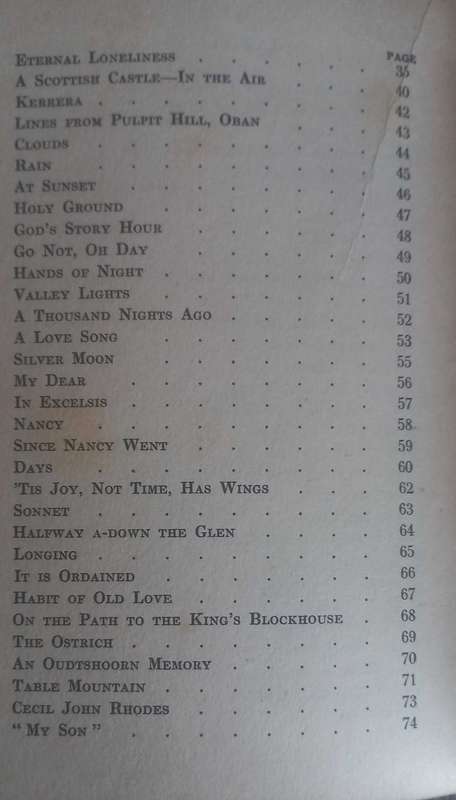 PAGE
ETERNAL LONELINESS . . . . . . 35
A SCOTTISH CASTLE—IN THE AIR . . . 40
KERRERA . . . . . . . . . 42
LINES FROM PULPIT HILL, OBAN . . . 43
CLOUDS . . . . . . . . . 44
RAIN . . . . . . . . . 45
AT SUNSET . . . . . . . . 46
HOLY GROUND . . . . . . . 47
GOD'S STORY HOUR . . . . . . 48
GO NOT, OH DAY . . . . . . 49
HANDS OF NIGHT . . . . . . . 50
VALLEY LIGHTS . . . . . . . 51
A THOUSAND NIGHTS AGO . . . . . 52
A LOVE SONG . . . . . . . 53
SILVER MOON . . . . . . . 55
MY DEAR . . . . . . . . 56
IN EXCELSIS . . . . . . . . 57
NANCY . . . . . . . . . 58
SINCE NANCY WENT . . . . . . 59
DAYS . . . . . . . . . 60
'TIS JOY, NOT TIME, HAS WINGS . . . 62
SONNET . . . . . . . . . 63
HALFWAY A-DOWN THE GLEN . . . . 64
LONGING . . . . . . . . . 65
IT IS ORDAINED . . . . . . . 66
HABIT OF OLD LOVE . . . . . . 67
ON THE PATH TO THE KING'S BLOCKHOUSE . 68
THE OSTRICH . . . . . . . . 69
AN OUDTSHOORN MEMORY . . . . . 70
TABLE MOUNTAIN . . . . . . . 71
CECIL JOHN RHODES . . . . . . 73
"MY SON" . . . . . . . . 74